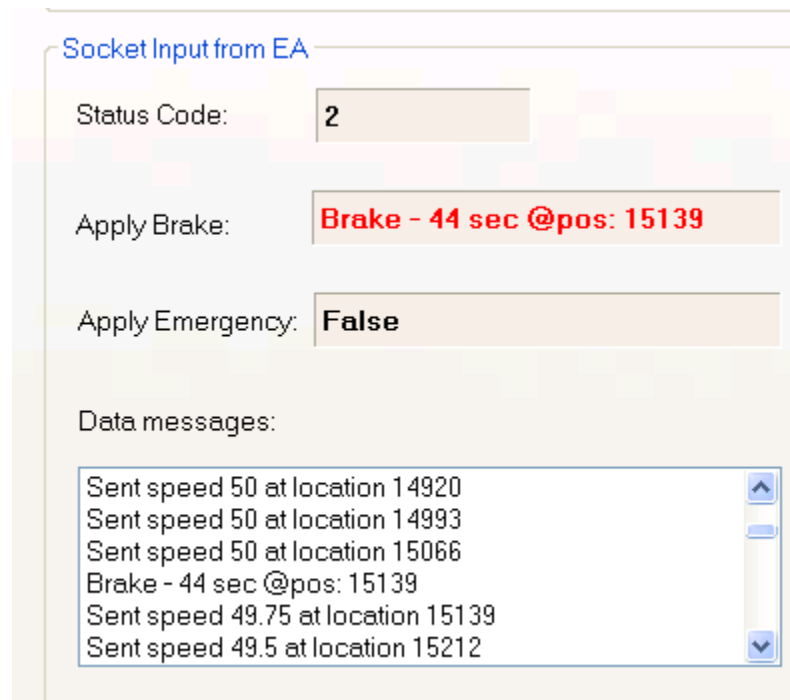 Socket Input from EA
Status Code: 2
Apply Brake: Brake - 44 sec @pos: 15139
Apply Emergency: False
Data messages:
Sent speed 50 at location 14920
Sent speed 50 at location 14993
Sent speed 50 at location 15066
Brake - 44 sec @pos: 15139
Sent speed 49.75 at location 15139
Sent speed 49.5 at location 15212